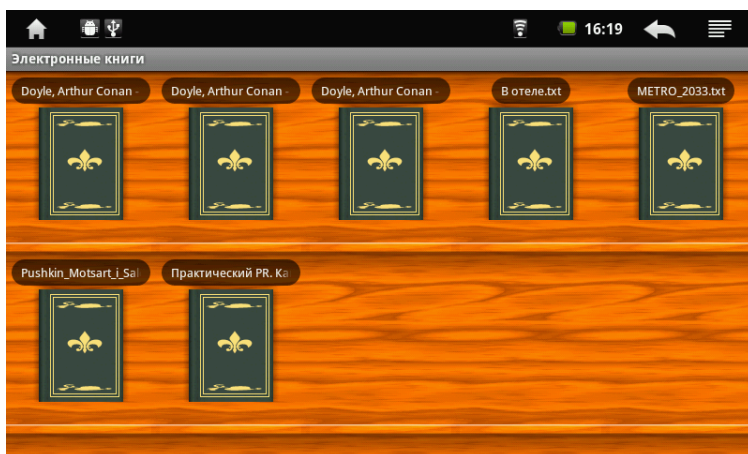 16:19
Электронные книги
Doyle, Arthur Conan -
Doyle, Arthur Conan -
Doyle, Arthur Conan -
В отеле.txt
METRO_2033.txt
Pushkin_Motsart_i_Sal
Практический PR. Ка